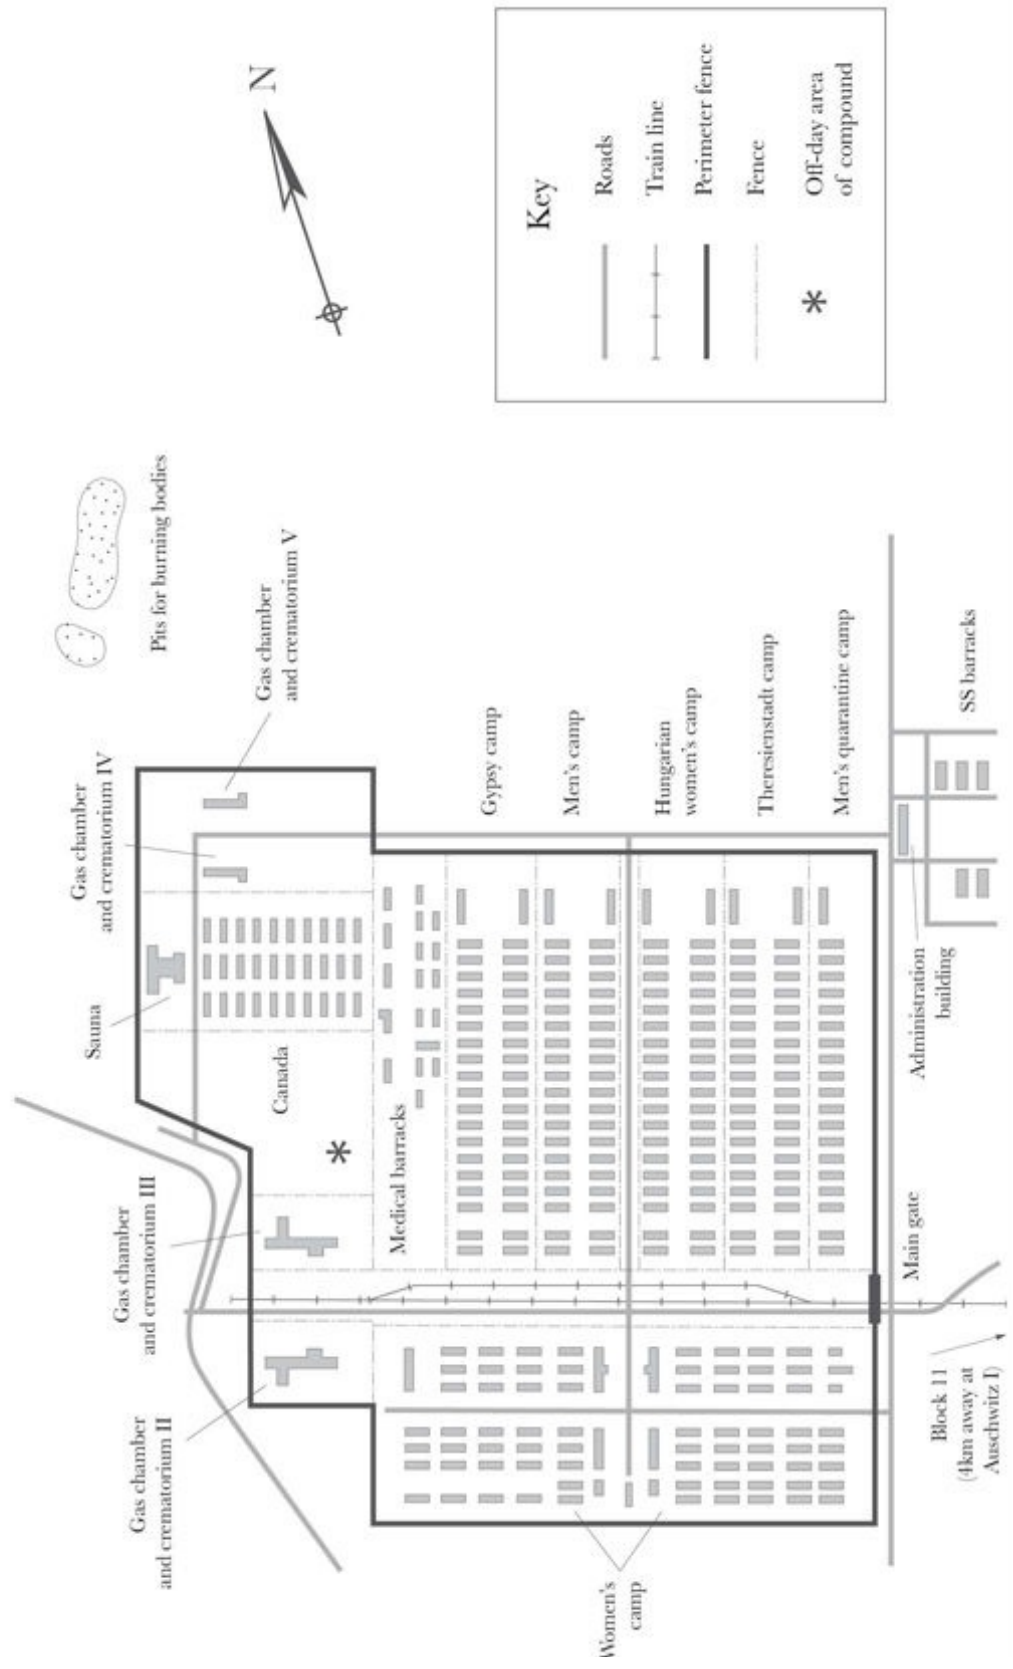 N
Key
Roads
Train line
Perimeter fence
Fence
*
Off-day area
of compound
Pits for burning bodies
Gas chamber
and crematorium V
Gas chamber
and crematorium IV
Sauna
Canada
*
Gas chamber
and crematorium III
Gas chamber
and crematorium II
Medical barracks
Gypsy camp
Men's camp
Hungarian
women's camp
Theresienstadt camp
Men's quarantine camp
Women's
camp
SS barracks
Administration
building
Main gate
Block 11
(4km away at
Auschwitz I)